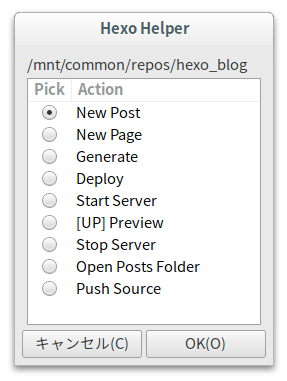 Hexo Helper
/mnt/common/repos/hexo_blog
Pick Action
New Post
New Page
Generate
Deploy
Start Server
[UP] Preview
Stop Server
Open Posts Folder
Push Source
キャンセル(C) OK(O)